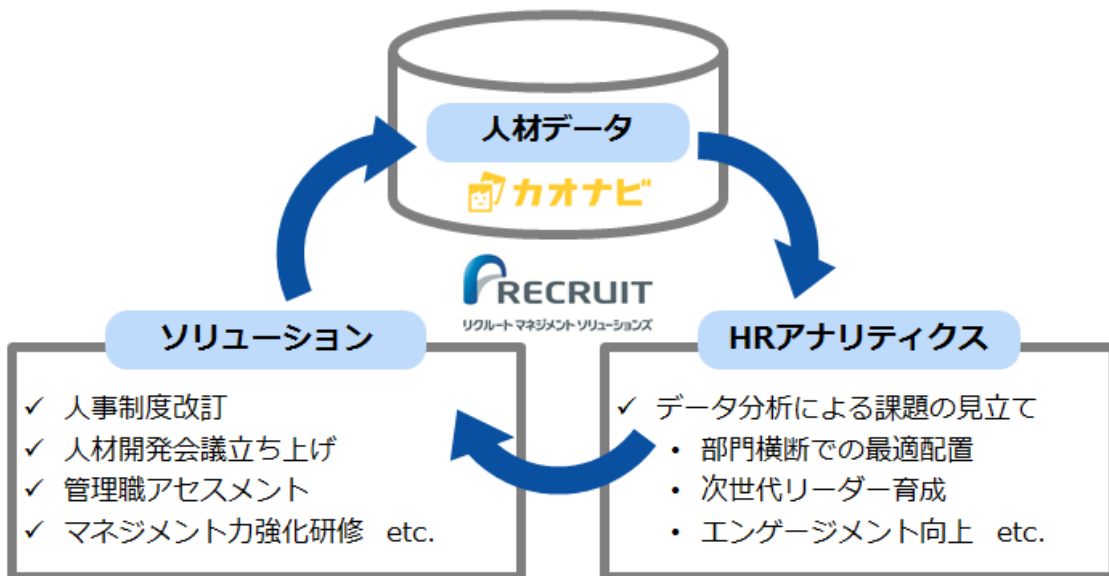 人材データ
カオナビ
RECRUIT
リクルート マネジメント ソリューションズ
ソリューション
✓ 人事制度改訂
✓ 人材開発会議立ち上げ
✓ 管理職アセスメント
✓ マネジメント力強化研修 etc.
HRアナリティクス
✓ データ分析による課題の見立て
• 部門横断での最適配置
• 次世代リーダー育成
• エンゲージメント向上 etc.